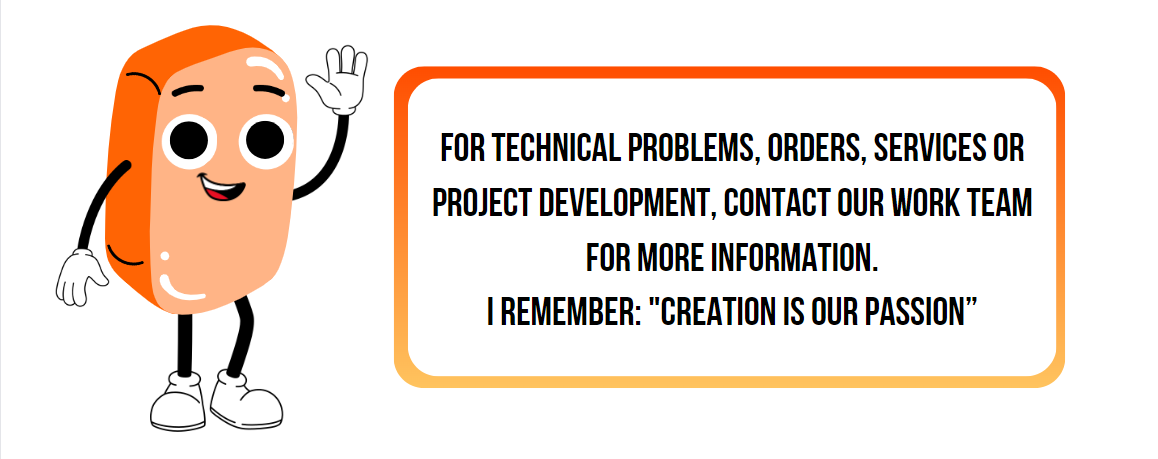 FOR TECHNICAL PROBLEMS, ORDERS, SERVICES OR
PROJECT DEVELOPMENT, CONTACT OUR WORK TEAM
FOR MORE INFORMATION.
I REMEMBER: "CREATION IS OUR PASSION”